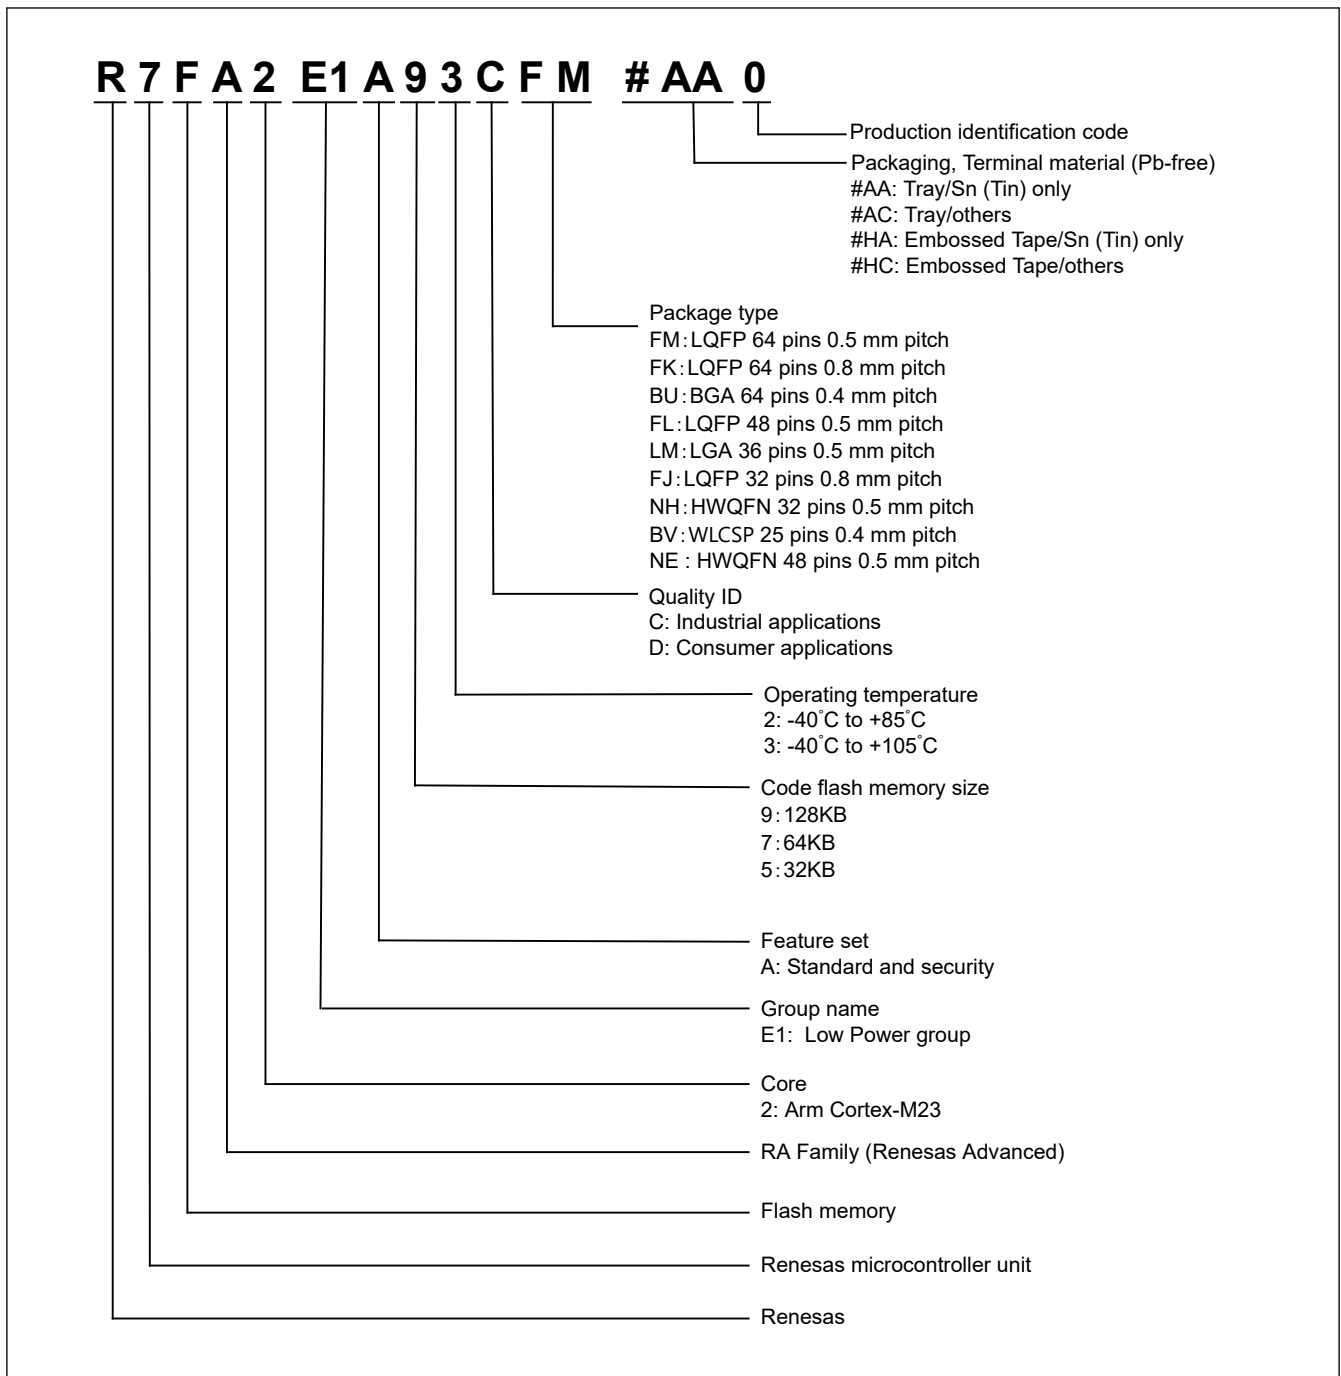 R 7 F A 2 E1 A 9 3 C F M # AA 0
Production identification code
Packaging, Terminal material (Pb-free)
#AA: Tray/Sn (Tin) only
#AC: Tray/others
#HA: Embossed Tape/Sn (Tin) only
#HC: Embossed Tape/others
Package type
FM:LQFP 64 pins 0.5 mm pitch
FK:LQFP 64 pins 0.8 mm pitch
BU:BGA 64 pins 0.4 mm pitch
FL:LQFP 48 pins 0.5 mm pitch
LM:LGA 36 pins 0.5 mm pitch
FJ:LQFP 32 pins 0.8 mm pitch
NH:HWQFN 32 pins 0.5 mm pitch
BV:WLCSP 25 pins 0.4 mm pitch
NE : HWQFN 48 pins 0.5 mm pitch
Quality ID
C: Industrial applications
D: Consumer applications
Operating temperature
2: -40°C to +85°C
3: -40°C to +105°C
Code flash memory size
9:128KB
7:64KB
5:32KB
Feature set
A: Standard and security
Group name
E1: Low Power group
Core
2: Arm Cortex-M23
RA Family (Renesas Advanced)
Flash memory
Renesas microcontroller unit
Renesas